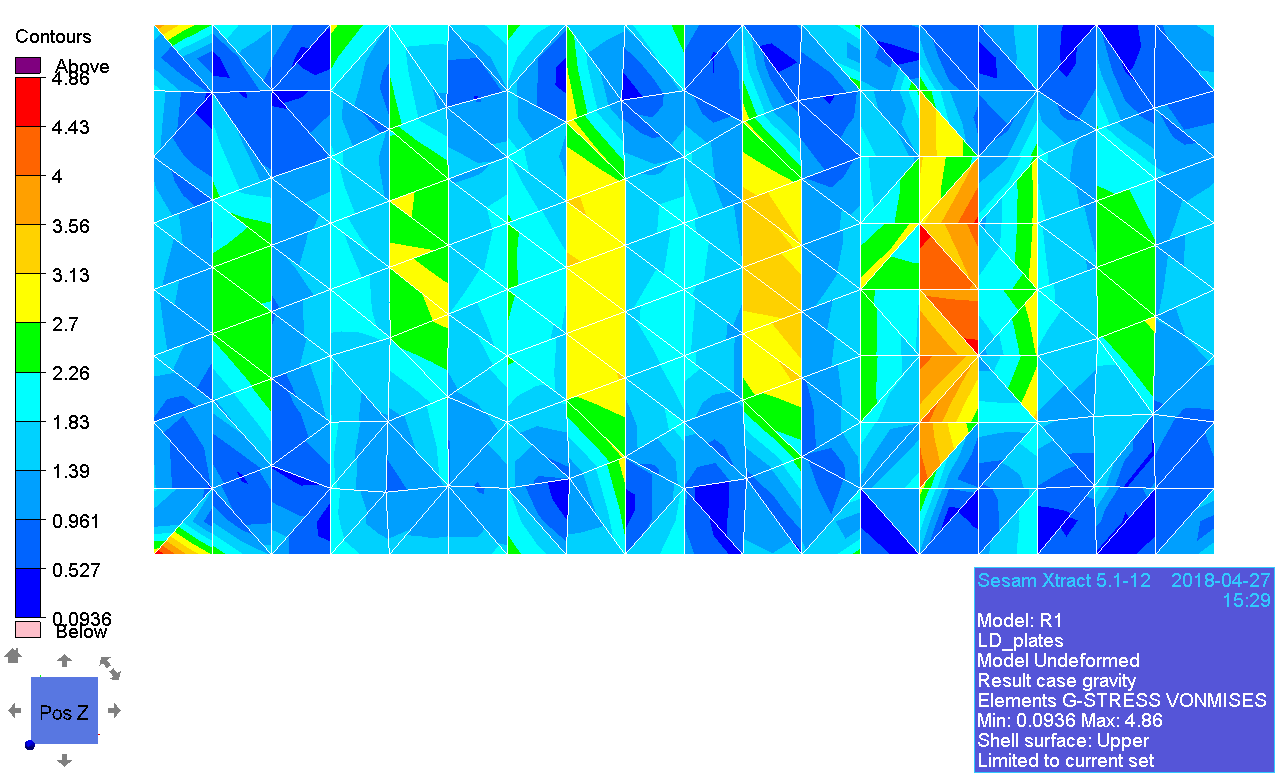 Contours
Above
4.86
4.43
4
3.56
3.13
2.7
2.26
1.83
1.39
0.961
0.527
0.0936
Below
Pos Z
Sesam Xtract 5.1-12 2018-04-27
15:29
Model: R1
LD_plates
Model Undeformed
Result case gravity
Elements G-STRESS VONMISES
Min: 0.0936 Max: 4.86
Shell surface: Upper
Limited to current set